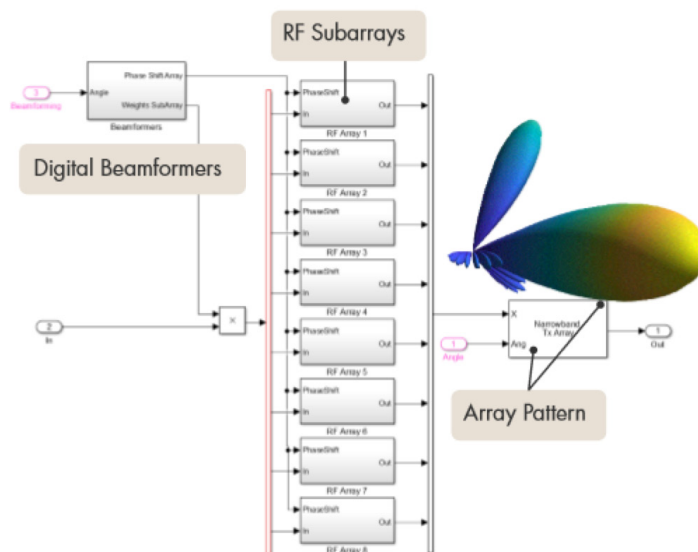 RF Subarrays
Phase Shift Array
3
Angle
Beamforming
Weights SubArray
Beamformers
Digital Beamformers
PhaseShift
Out
In
RF Array 1
PhaseShift
Out
In
RF Array 2
PhaseShift
Out
In
RF Array 3
PhaseShift
Out
In
RF Array 4
PhaseShift
Out
In
RF Array 5
PhaseShift
Out
In
RF Array 6
PhaseShift
Out
In
RF Array 7
PhaseShift
Out
In
RF Array 8
×
2
In
X
Narrowband
Tx Array
Ang
1
Angle
1
Out
Array Pattern